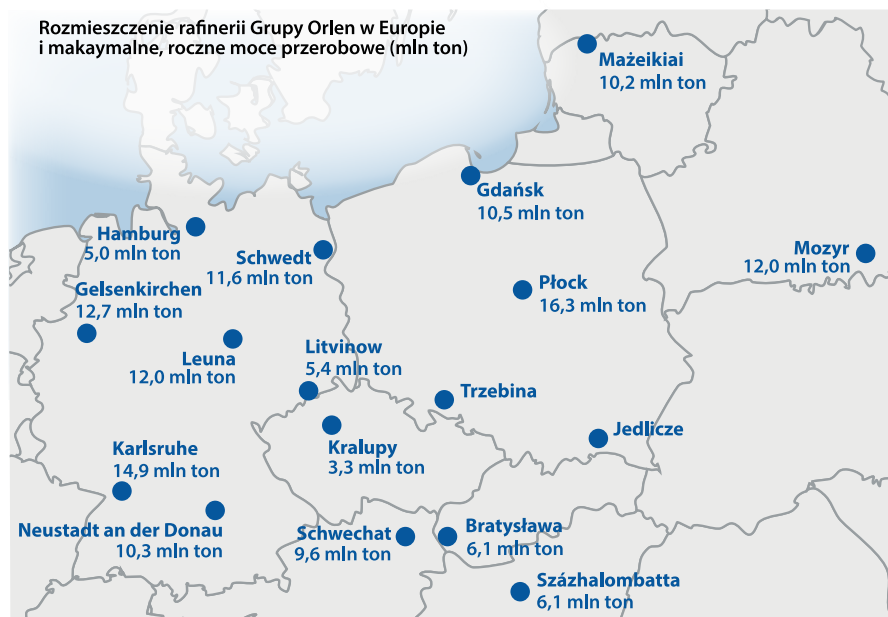 Rozmieszczenie rafinerii Grupy Orlen w Europie
i makaymalne, roczne moce przerobowe (mln ton)
Mażeikiai
10,2 mln ton
Gdańsk
10,5 mln ton
Hamburg
5,0 mln ton
Schwedt
11,6 mln ton
Mozyr
12,0 mln ton
Płock
16,3 mln ton
Gelsenkirchen
12,7 mln ton
Leuna
12,0 mln ton
Litvinow
5,4 mln ton
Trzebina
Jedlicze
Kralupy
3,3 mln ton
Karlsruhe
14,9 mln ton
Neustadt an der Donau
10,3 mln ton
Schwechat
9,6 mln ton
Bratysława
6,1 mln ton
Százhalombatta
6,1 mln ton